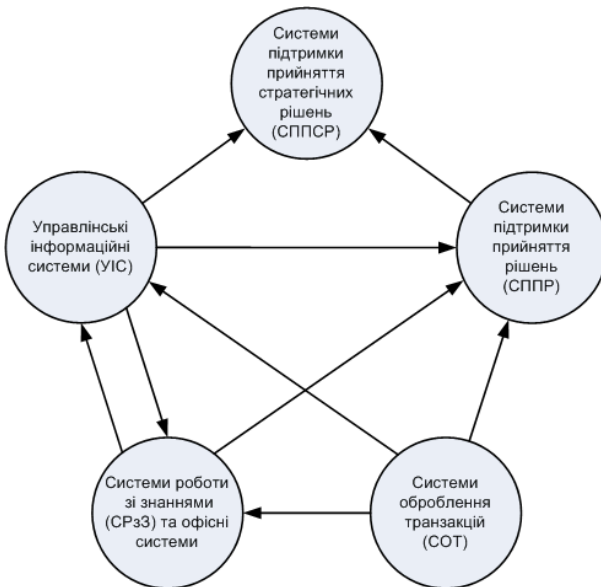 Системи
підтримки
прийняття
стратегічних
рішень
(СППСР)
Управлінські
інформаційні
системи (УІС)
Системи
підтримки
прийняття
рішень
(СППР)
Системи роботи
зі знаннями
(СРзЗ) та офісні
системи
Системи
оброблення
транзакцій
(СОТ)